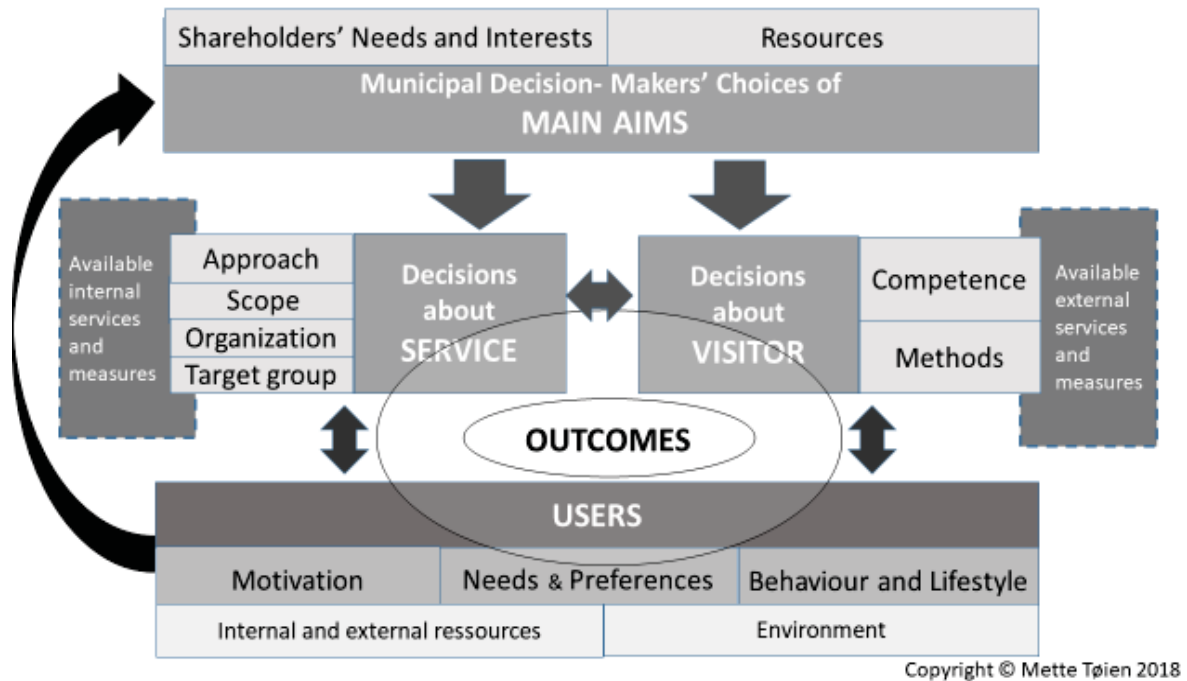 Shareholders' Needs and Interests
Resources
Municipal Decision- Makers' Choices of
MAIN AIMS
Available
internal
services
and
measures
Approach
Scope
Organization
Target group
Decisions
about
SERVICE
Decisions
about
VISITOR
Competence
Methods
Available
external
services
and
measures
OUTCOMES
USERS
Motivation
Needs & Preferences
Behaviour and Lifestyle
Internal and external ressources
Environment
Copyright © Mette Tøien 2018